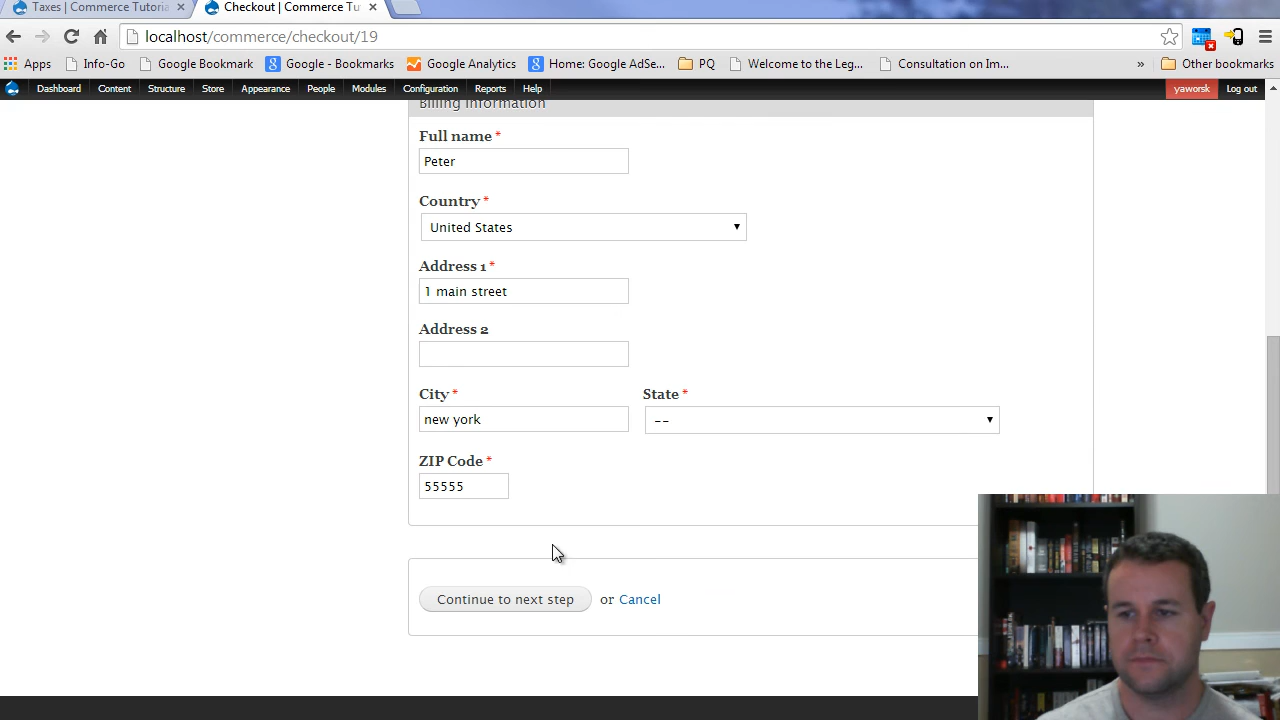 Taxes | Commerce Tutoria
Checkout | Commerce Tu
localhost/commerce/checkout/19
Apps Info-Go Google Bookmark Google - Bookmarks Google Analytics Home: Google AdSe... PQ Welcome to the Leg... Consultation on Im... » Other bookmarks
Dashboard Content Structure Store Appearance People Modules Configuration Reports Help yaworsk Log out
Billing information
Full name *
Peter
Country *
United States
Address 1 *
1 main street
Address 2
City * State *
new york --
ZIP Code *
55555
Continue to next step or Cancel